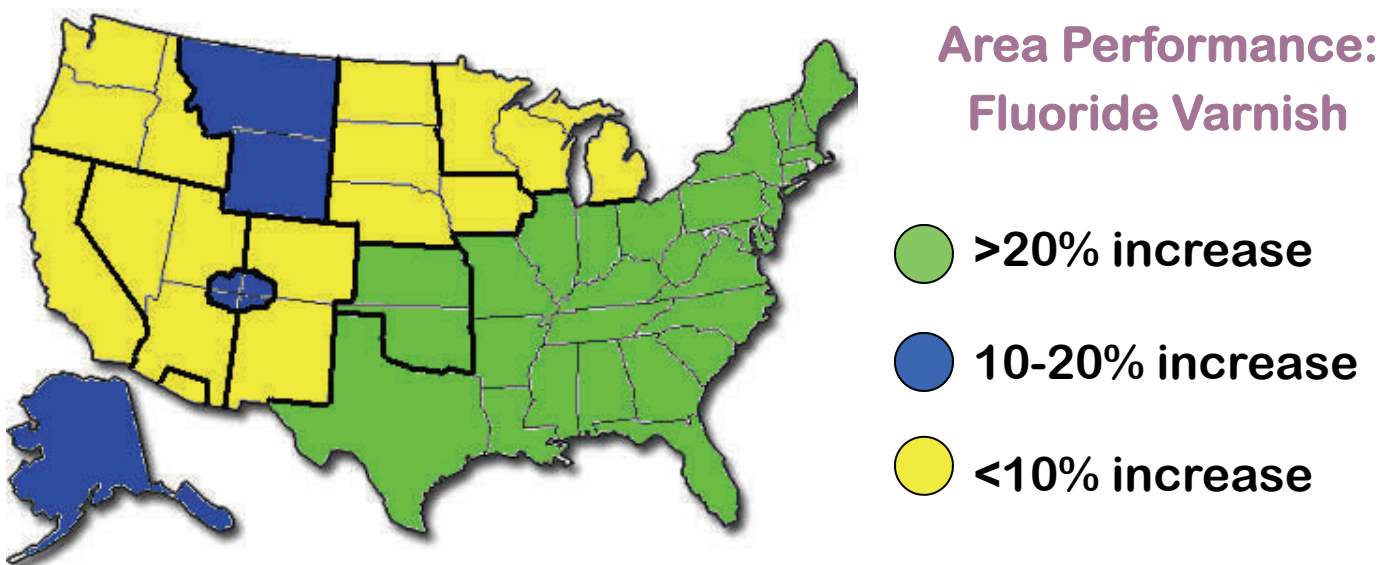 Area Performance:
Fluoride Varnish
>20% increase
10-20% increase
<10% increase